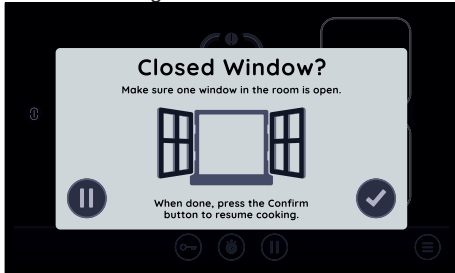 Closed Window?
Make sure one window in the room is open.
When done, press the Confirm
button to resume cooking.